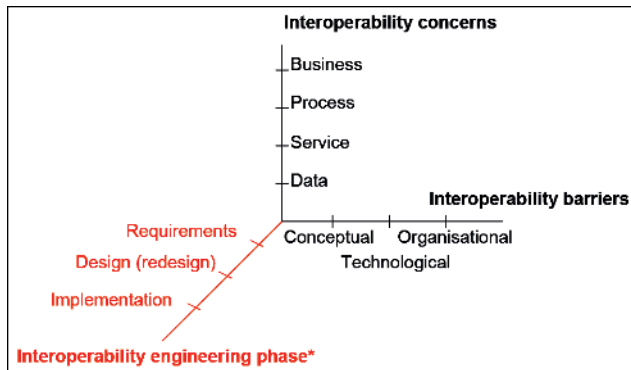 Interoperability concerns
Business
Process
Service
Data
Interoperability barriers
Requirements
Conceptual
Organisational
Technological
Design (redesign)
Implementation
Interoperability engineering phase*